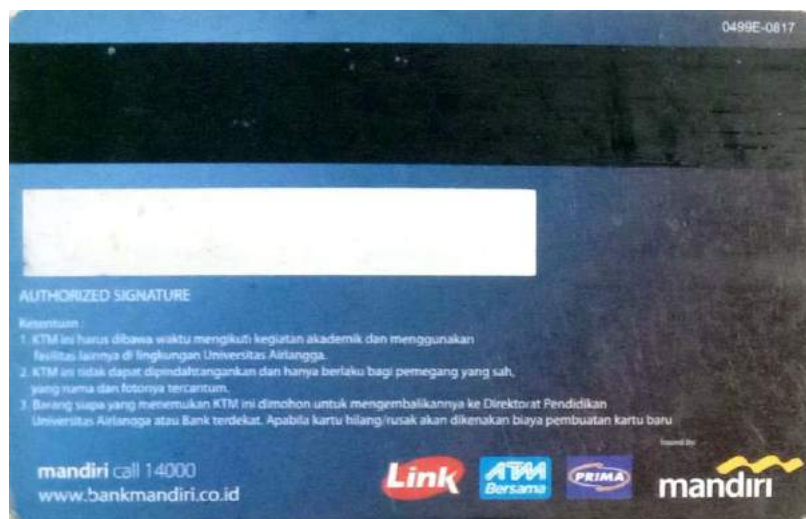 0499E-0817
AUTHORIZED SIGNATURE
Ketentuan :
1. KTM ini harus dibawa waktu mengikuti kegiatan akademik dan menggunakan
fasilitas lainnya di lingkungan Universitas Airlangga.
2. KTM ini tidak dapat dipindahtangankan dan hanya berlaku bagi pemegang yang sah,
yang nama dan fotonya tercantum.
3. Barang siapa yang menemukan KTM ini dimohon untuk mengembalikannya ke Direktorat Pendidikan
Universitas Airlangga atau Bank terdekat. Apabila kartu hilang/rusak akan dikenakan biaya pembuatan kartu baru
Issued by
mandiri call 14000
www.bankmandiri.co.id
Link
ATM
Bersama
PRIMA
mandiri